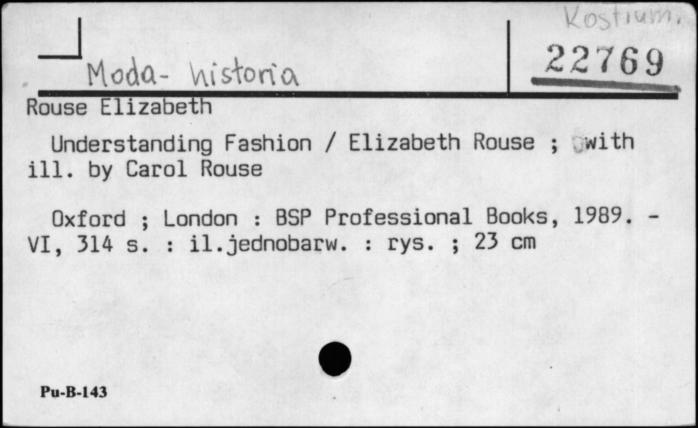 Kostium.
Moda- historia
22769
Rouse Elizabeth
Understanding Fashion / Elizabeth Rouse ; with
ill. by Carol Rouse
Oxford ; London : BSP Professional Books, 1989. -
VI, 314 s. : il.jednobarw. : rys. ; 23 cm
Pu-B-143